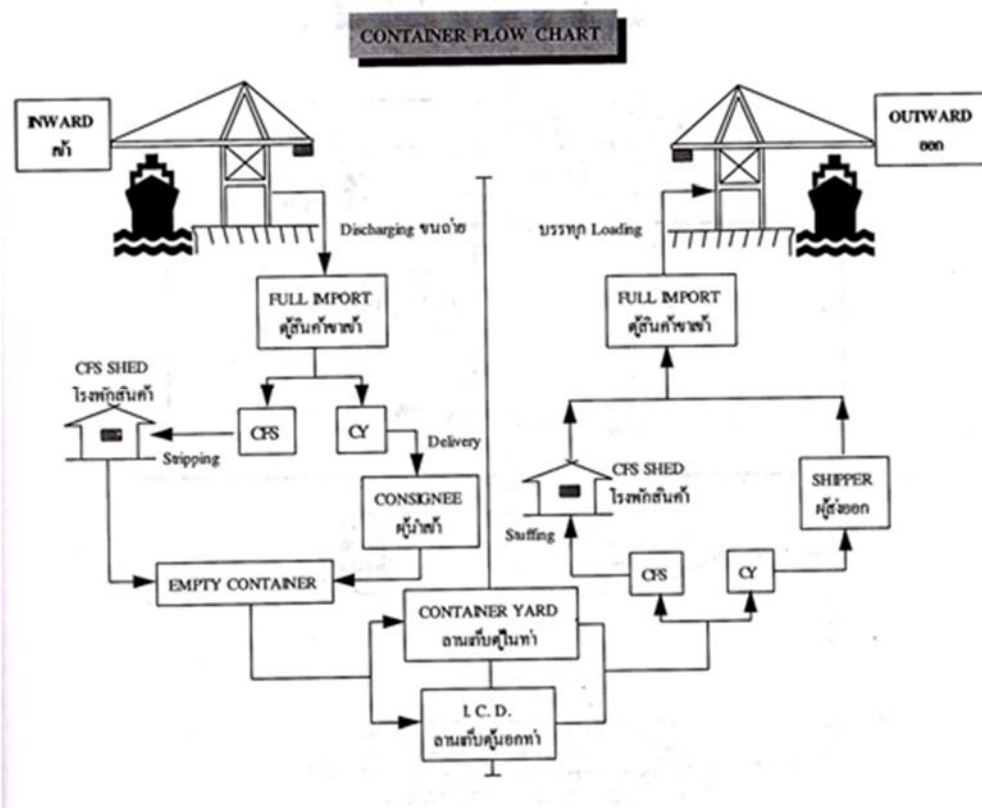 CONTAINER FLOW CHART
INWARD
เข้า
OUTWARD
ออก
Discharging ขนถ่าย
บรรทุก Loading
FULL IMPORT
ตู้สินค้าขาเข้า
FULL IMPORT
ตู้สินค้าขาเข้า
CFS SHED
โรงพักสินค้า
CFS
CY
Stripping
Delivery
CONSIGNEE
ผู้นำเข้า
CFS SHED
โรงพักสินค้า
SHIPPER
ผู้ส่งออก
Stuffing
CFS
CY
EMPTY CONTAINER
CONTAINER YARD
ลานเก็บตู้ในท่า
I. C. D.
ลานเก็บตู้นอกท่า